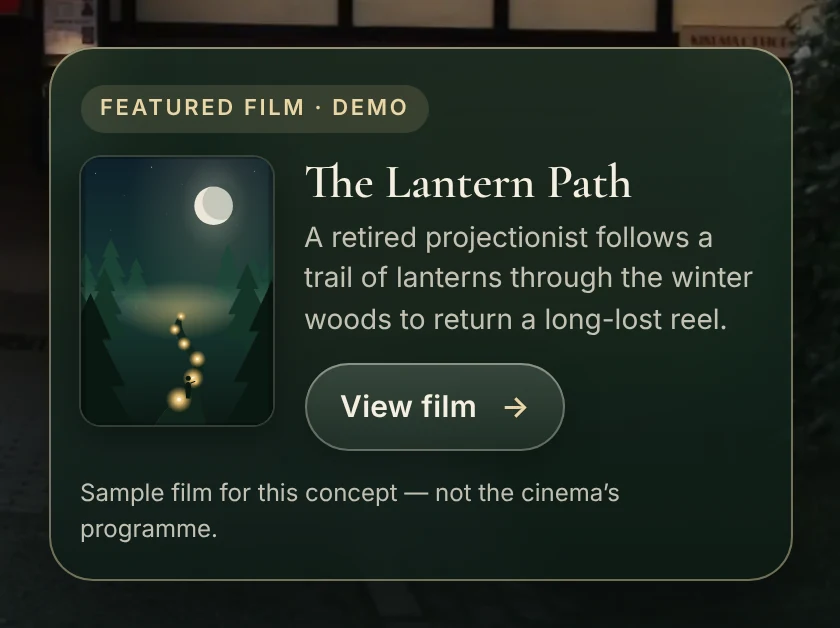 FEATURED FILM · DEMO
The Lantern Path
A retired projectionist follows a
trail of lanterns through the winter
woods to return a long-lost reel.
View film →
Sample film for this concept — not the cinema’s
programme.